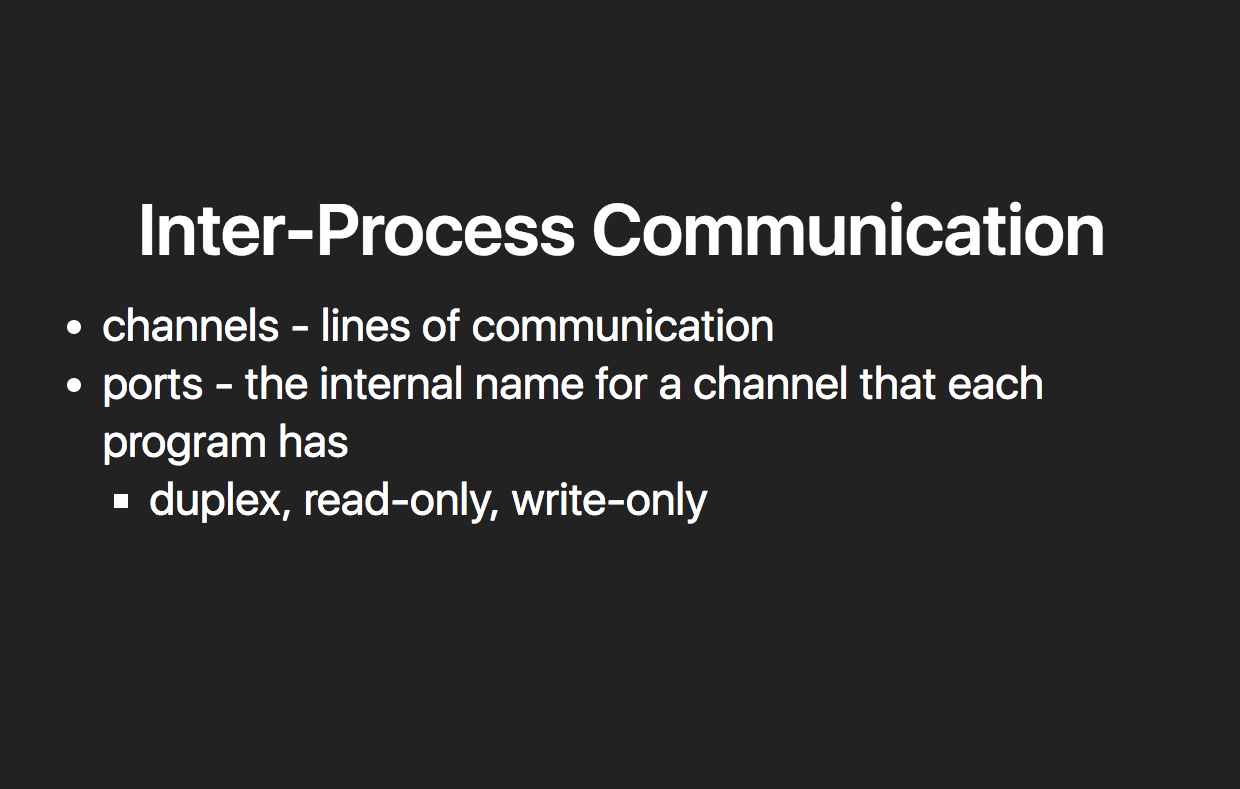 Inter-Process Communication
• channels - lines of communication
• ports - the internal name for a channel that each
program has
▪ duplex, read-only, write-only